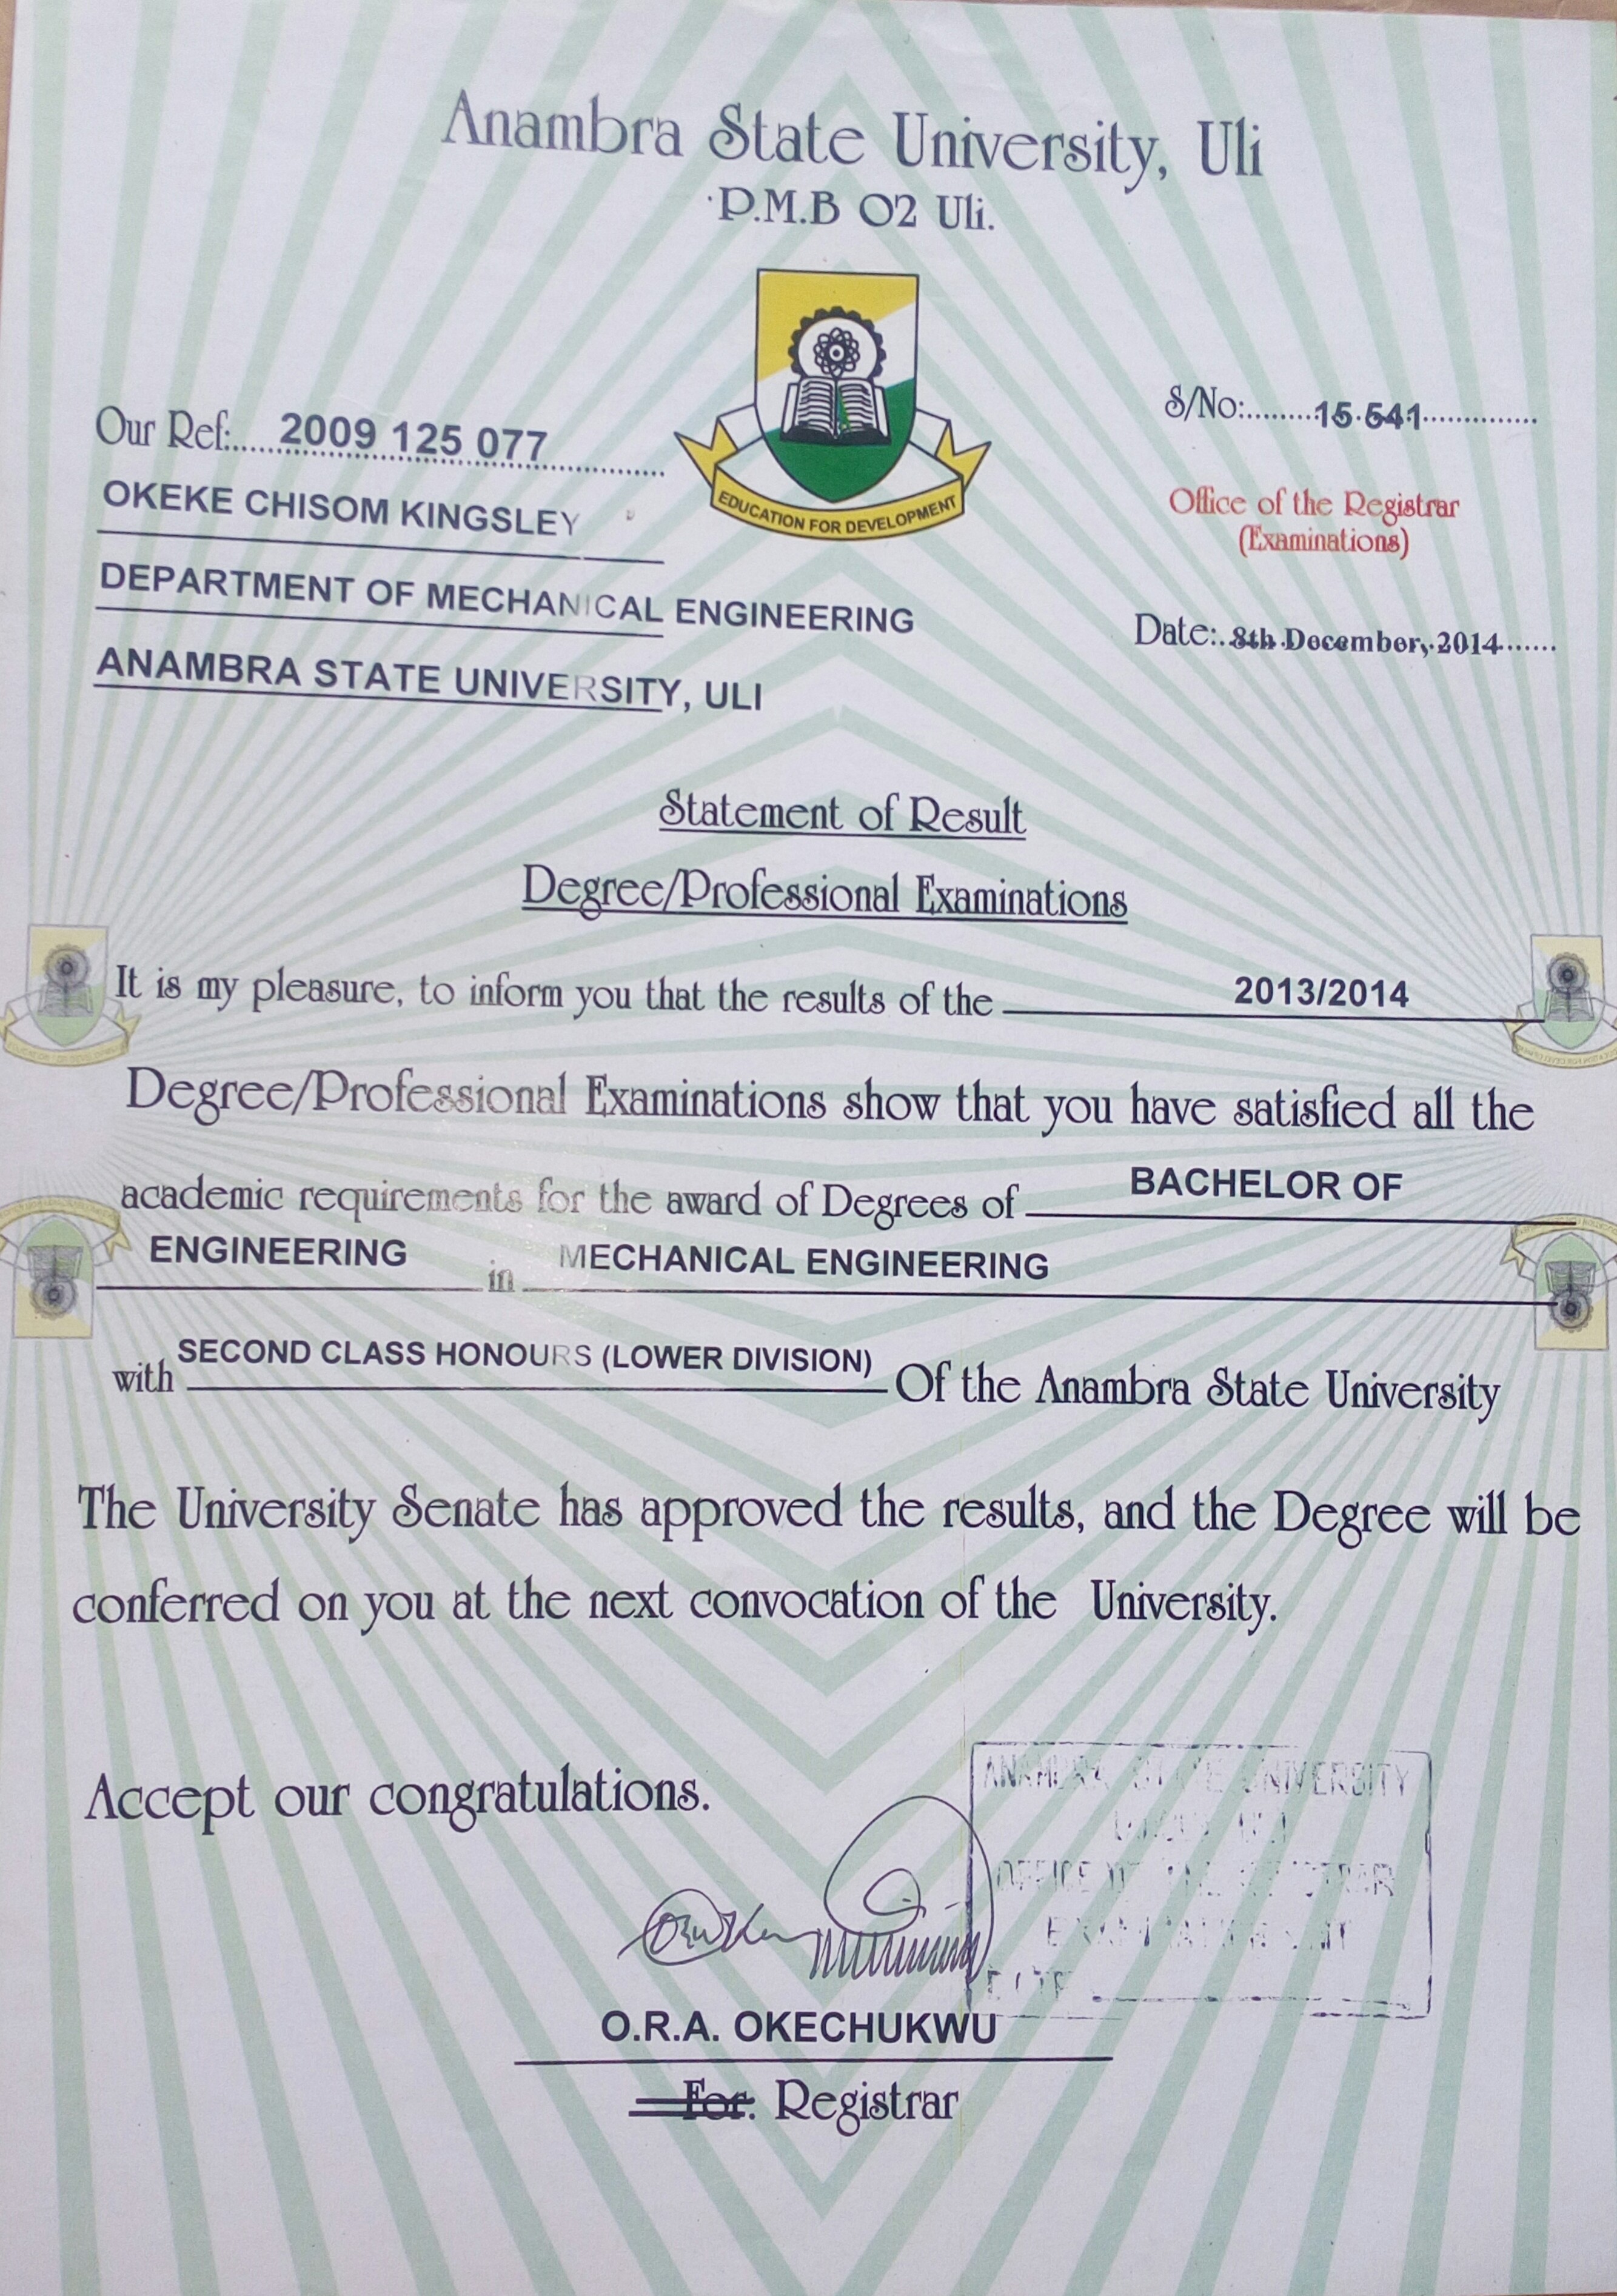 Anambra State University, Uli
P.M.B 02 Uli.
EDUCATION FOR DEVELOPMENT
S/No:........15 541..............
Our Ref:.....2009 125 077..............
Office of the Registrar
(Examinations)
OKEKE CHISOM KINGSLEY
DEPARTMENT OF MECHANICAL ENGINEERING
Date:..8th December, 2014......
ANAMBRA STATE UNIVERSITY, ULI
Statement of Result
Degree/Professional Examinations
It is my pleasure, to inform you that the results of the 2013/2014
Degree/Professional Examinations show that you have satisfied all the
academic requirements for the award of Degrees of BACHELOR OF
ENGINEERING in MECHANICAL ENGINEERING
with SECOND CLASS HONOURS (LOWER DIVISION) Of the Anambra State University
The University Senate has approved the results, and the Degree will be
conferred on you at the next convocation of the University.
Accept our congratulations.
ANAMBRA STATE UNIVERSITY
ULI
OFFICE OF THE REGISTRAR
DATE
O.R.A. OKECHUKWU
For: Registrar